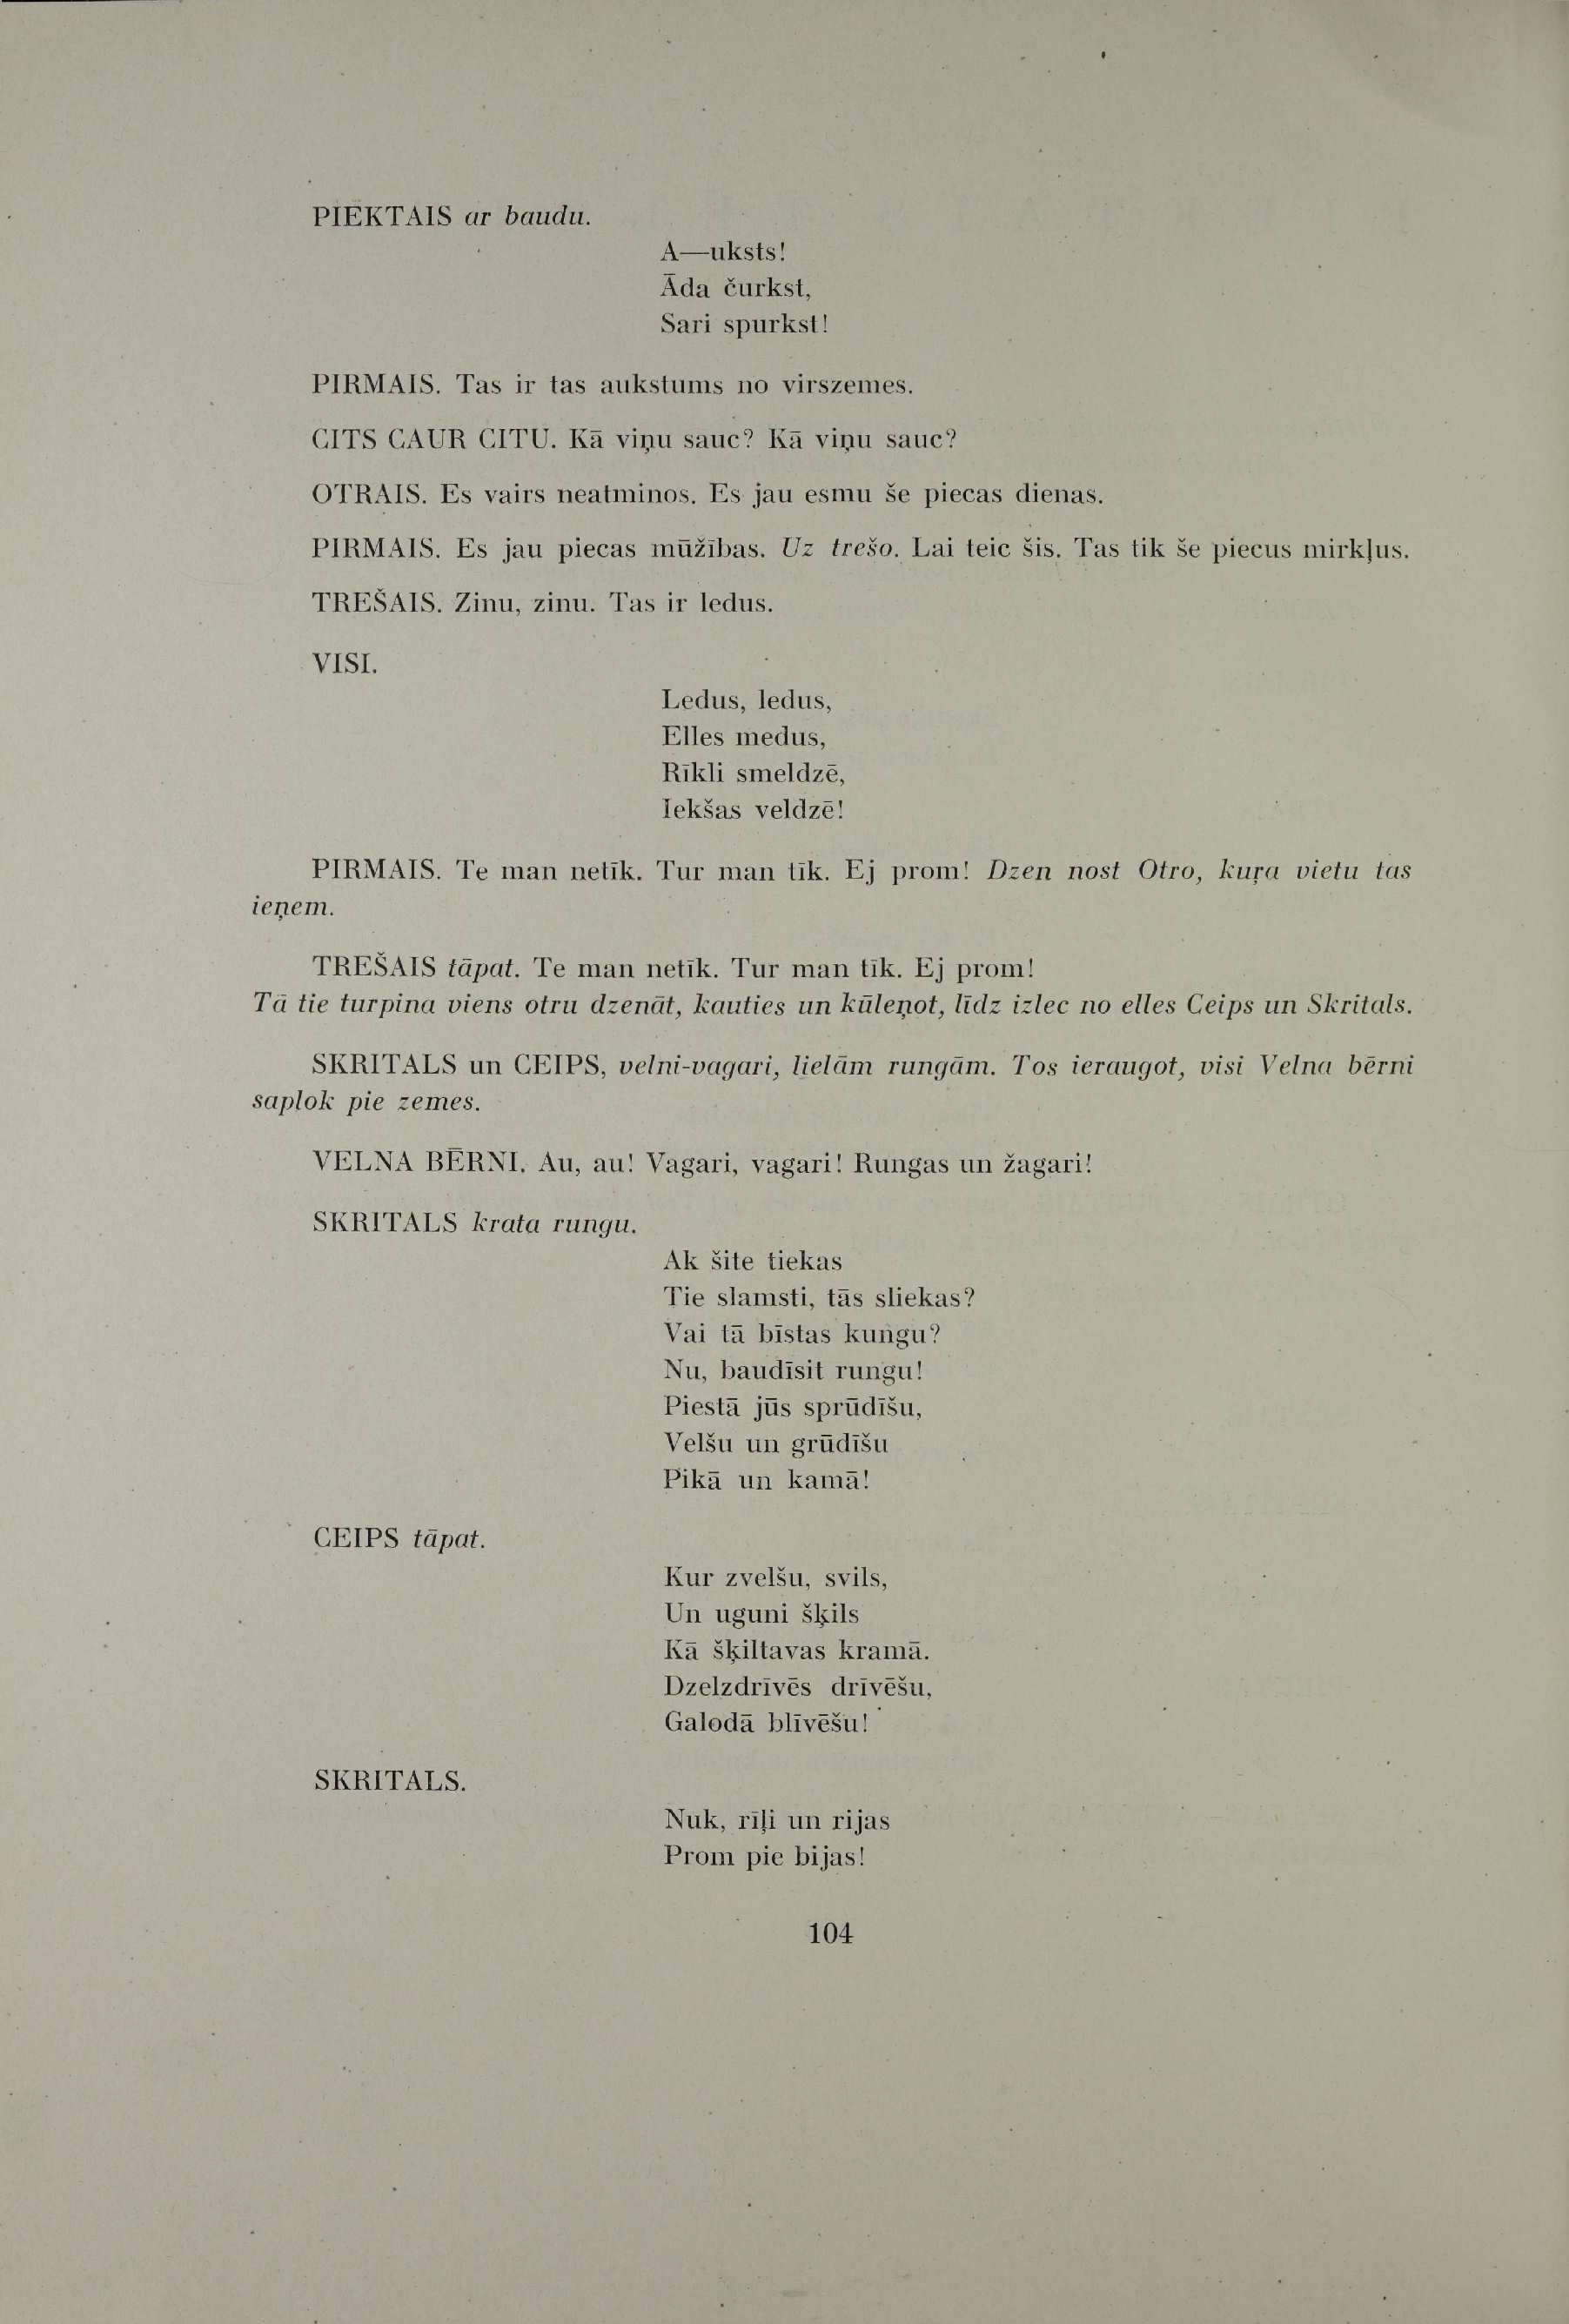 PIEKTAIS ar baudu.
A—uksts!
Āda čurkst,
Sari spurkst!
PIRMAIS. Tas ir tas aukstums no virszemes.
CITS CAUR CITU. Kā viņu sauc? Kā viņu sauc?
OTRAIS. Es vairs neatminos. Es jau esmu še piecas dienas.
PIRMAIS. Es jau piecas mūžības. Uz trešo. Lai teic šis. Tas tik še piecus mirkļus.
TREŠAIS. Zinu, zinu. Tas ir ledus.
VISI.
Ledus, ledus,
Elles medus,
Rīkli smeldzē,
Iekšas veldzē!
PIRMAIS. Te man netīk. Tur man tīk. Ej prom! Dzen nost Otro, kuŗa vietu tas
ieņem.
TREŠAIS tāpat. Te man netīk. Tur man tīk. Ej prom!
Tā tie turpina viens otru dzenāt, kauties un kūleņot, līdz izlec no elles Ceips un Skritals.
SKRITALS un CEIPS, velni-vagari, lielām rungām. Tos ieraugot, visi Velna bērni
saplok pie zemes.
VELNA BĒRNI. Au, au! Vagari, vagari! Rungas un žagari!
SKRITALS krata rungu.
Ak šite tiekas
Tie slamsti, tās sliekas?
Vai tā bīstas kungu?
Nu, baudīsit rungu!
Piestā jūs sprūdīšu,
Velšu un grūdīšu
Pikā un kamā!
CEIPS tāpat.
Kur zvelšu, svils,
Un uguni šķils
Kā šķiltavas kramā.
Dzelzdrīvēs drīvēšu,
Galodā blīvēšu!
SKRITALS.
Nuk, rīļi un rijas
Prom pie bijas!
104